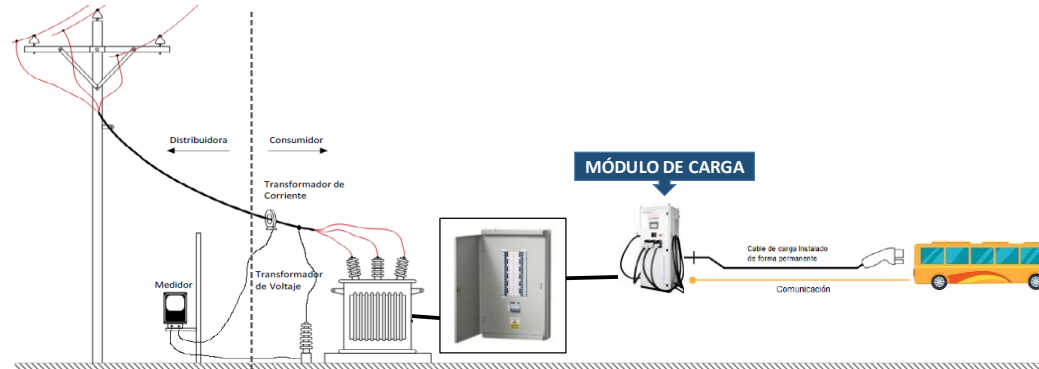 Distribuidora
Consumidor
MÓDULO DE CARGA
Transformador de
Corriente
Cable de carga Instalado
de forma permanente
Transformador
de Voltaje
Medidor
Comunicación